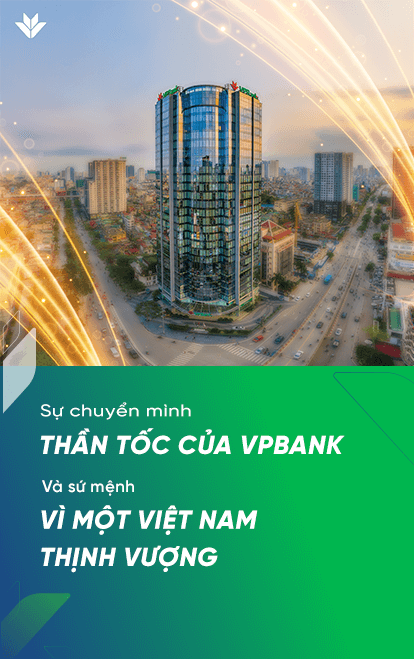 Sự chuyển mình
THẦN TỐC CỦA VPBANK
Và sứ mệnh
VÌ MỘT VIỆT NAM
THỊNH VƯỢNG